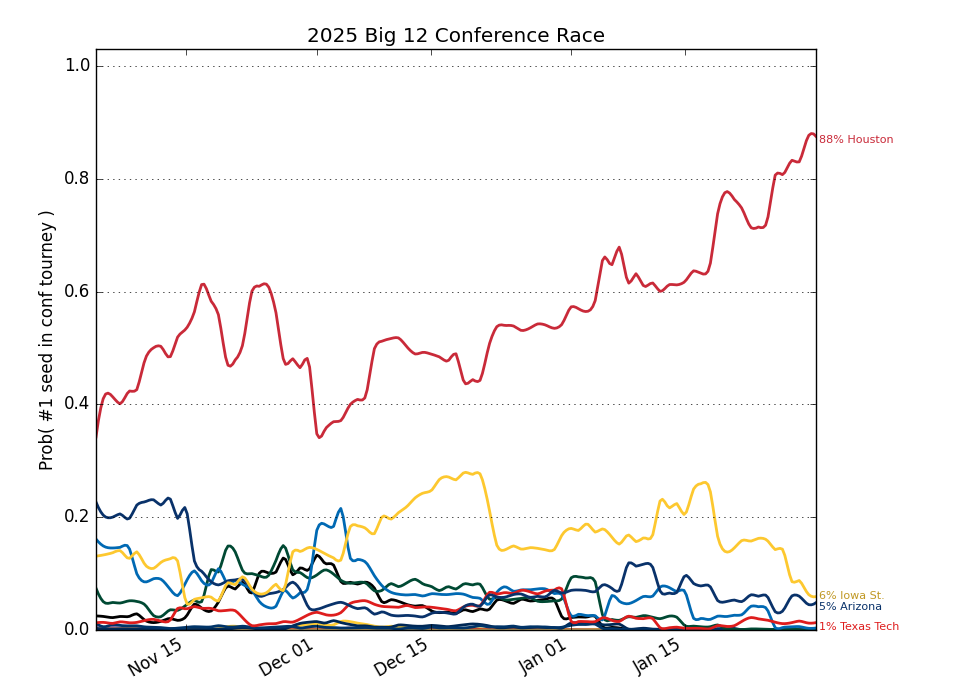 2025 Big 12 Conference Race
Prob( #1 seed in conf tourney )
1.0
0.8
0.6
0.4
0.2
0.0
88% Houston
6% Iowa St.
5% Arizona
1% Texas Tech
Nov 15
Dec 01
Dec 15
Jan 01
Jan 15